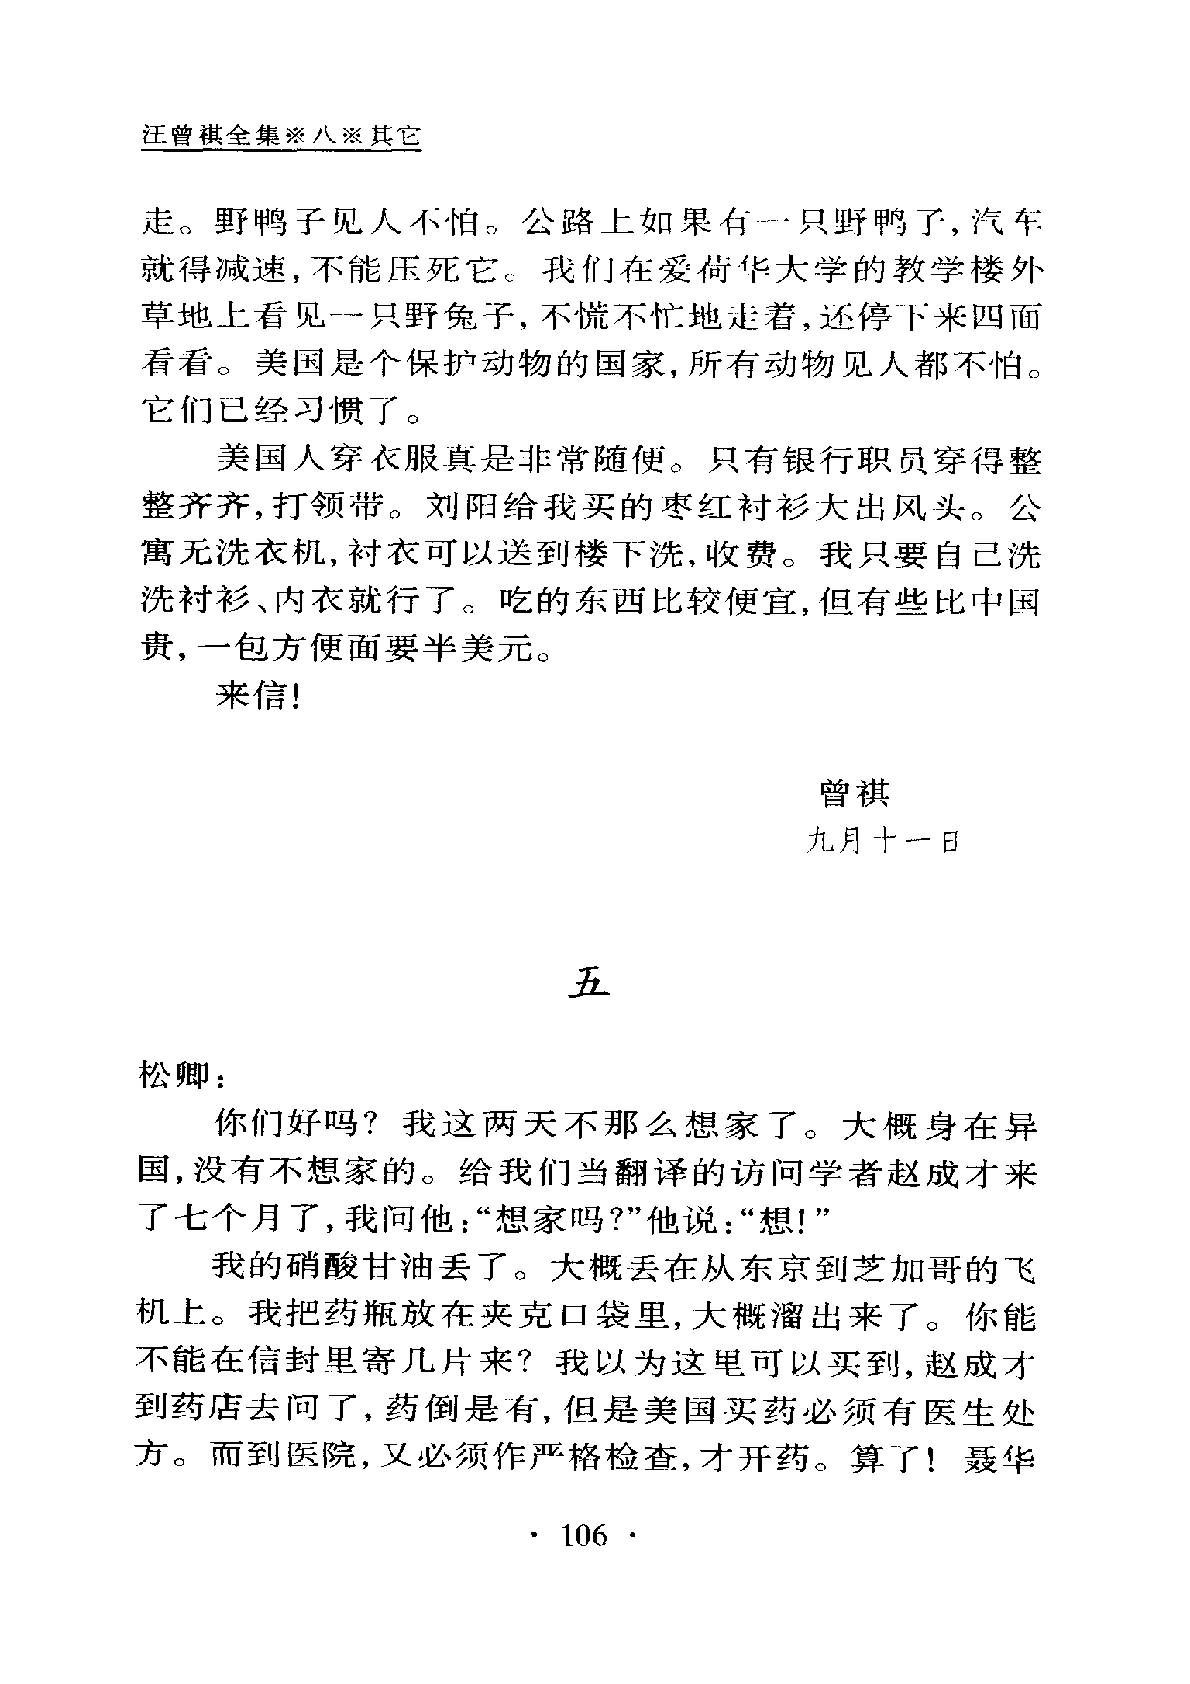 汪曾祺全集※八※其它
走。野鸭子见人不怕。公路上如果有一只野鸭子,汽车
就得减速,不能压死它。我们在爱荷华大学的教学楼外
草地上看见一只野兔子,不慌不忙地走着,还停下来四面
看看。美国是个保护动物的国家,所有动物见人都不怕。
它们已经习惯了。
美国人穿衣服真是非常随便。只有银行职员穿得整
整齐齐,打领带。刘阳给我买的枣红衬衫大出风头。公
寓无洗衣机,衬衣可以送到楼下洗,收费。我只要自己洗
洗衬衫、内衣就行了。吃的东西比较便宜,但有些比中国
贵,一包方便面要半美元。
来信!
曾祺
九月十一日
五
松卿:
你们好吗?我这两天不那么想家了。大概身在异
国,没有不想家的。给我们当翻译的访问学者赵成才来
了七个月了,我问他:“想家吗?”他说:“想!”
我的硝酸甘油丢了。大概丢在从东京到芝加哥的飞
机上。我把药瓶放在夹克口袋里,大概溜出来了。你能
不能在信封里寄几片来?我以为这里可以买到,赵成才
到药店去问了,药倒是有,但是美国买药必须有医生处
方。而到医院,又必须作严格检查,才开药。算了!聂华
· 106 ·